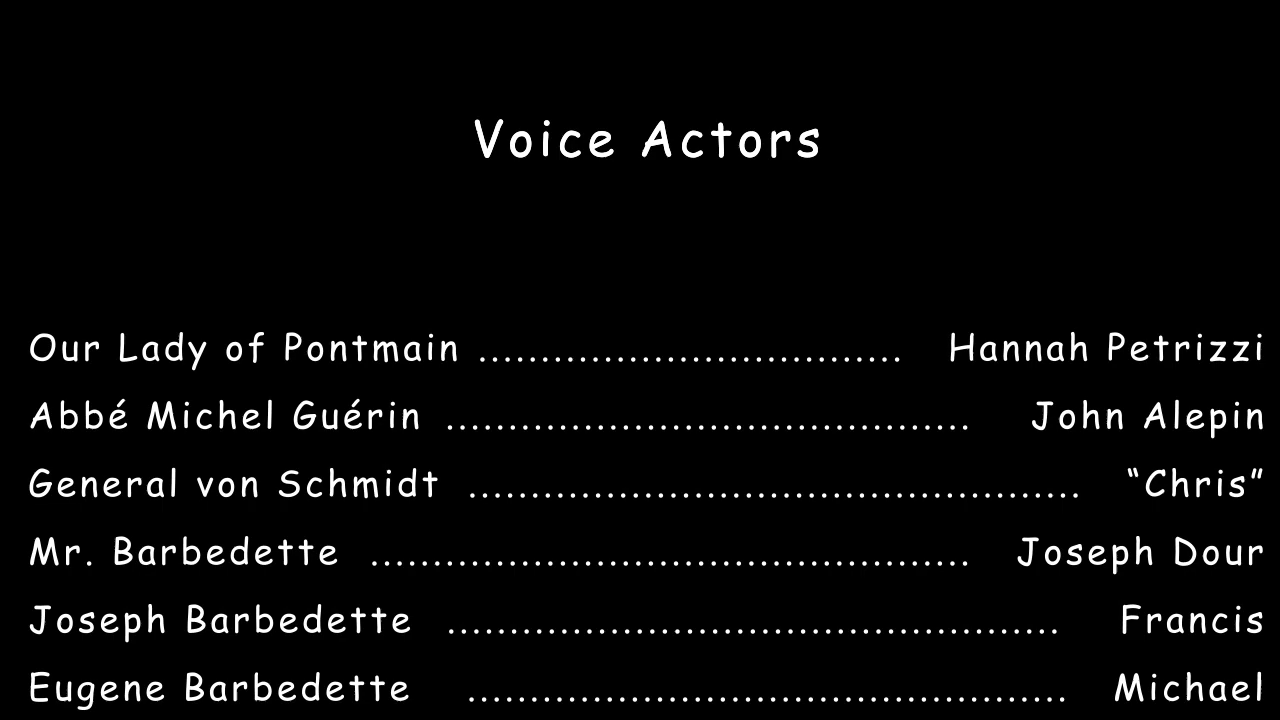 Voice Actors
Our Lady of Pontmain .................................. Hannah Petrizzi
Abbé Michel Guérin .......................................... John Alepin
General von Schmidt ................................................. “Chris”
Mr. Barbedette ................................................ Joseph Dour
Joseph Barbedette ................................................. Francis
Eugene Barbedette ................................................ Michael